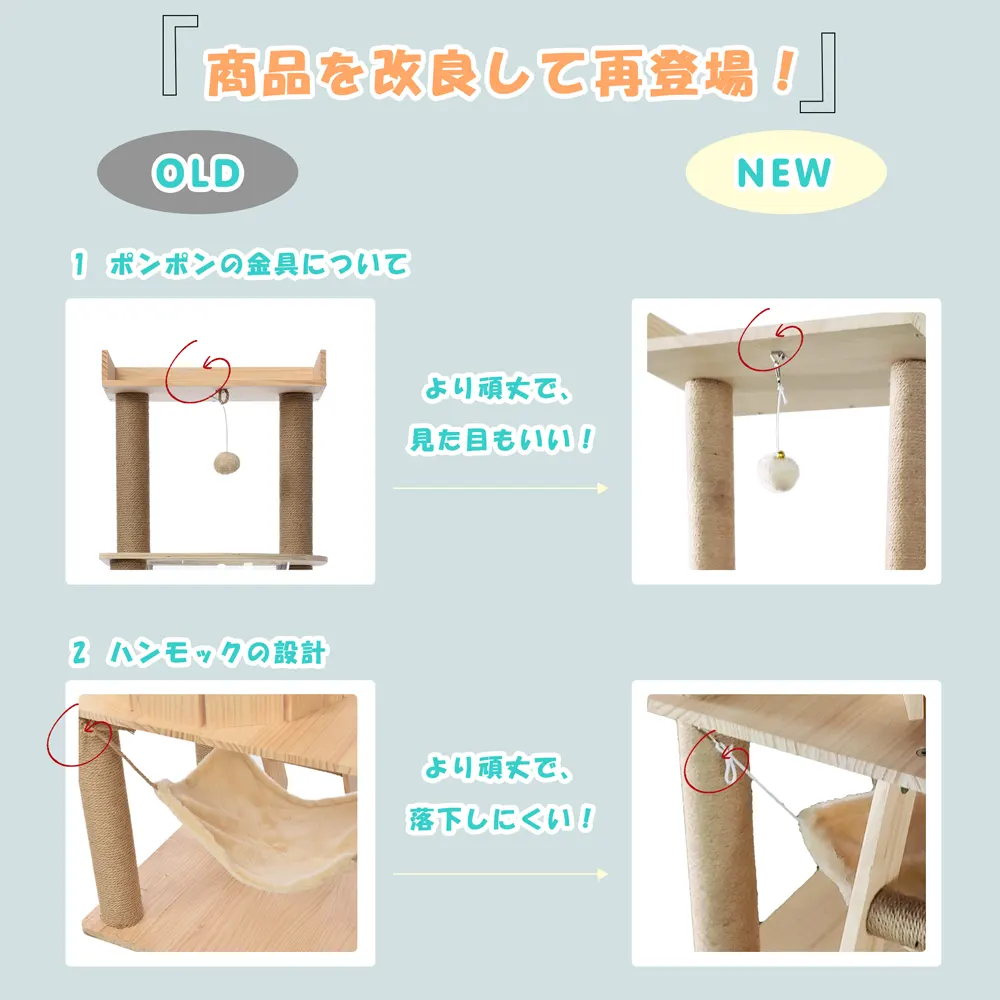 『商品を改良して再登場！』
OLD
NEW
1 ポンポンの金具について
より頑丈で、
見た目もいい！
2 ハンモックの設計
より頑丈で、
落下しにくい！